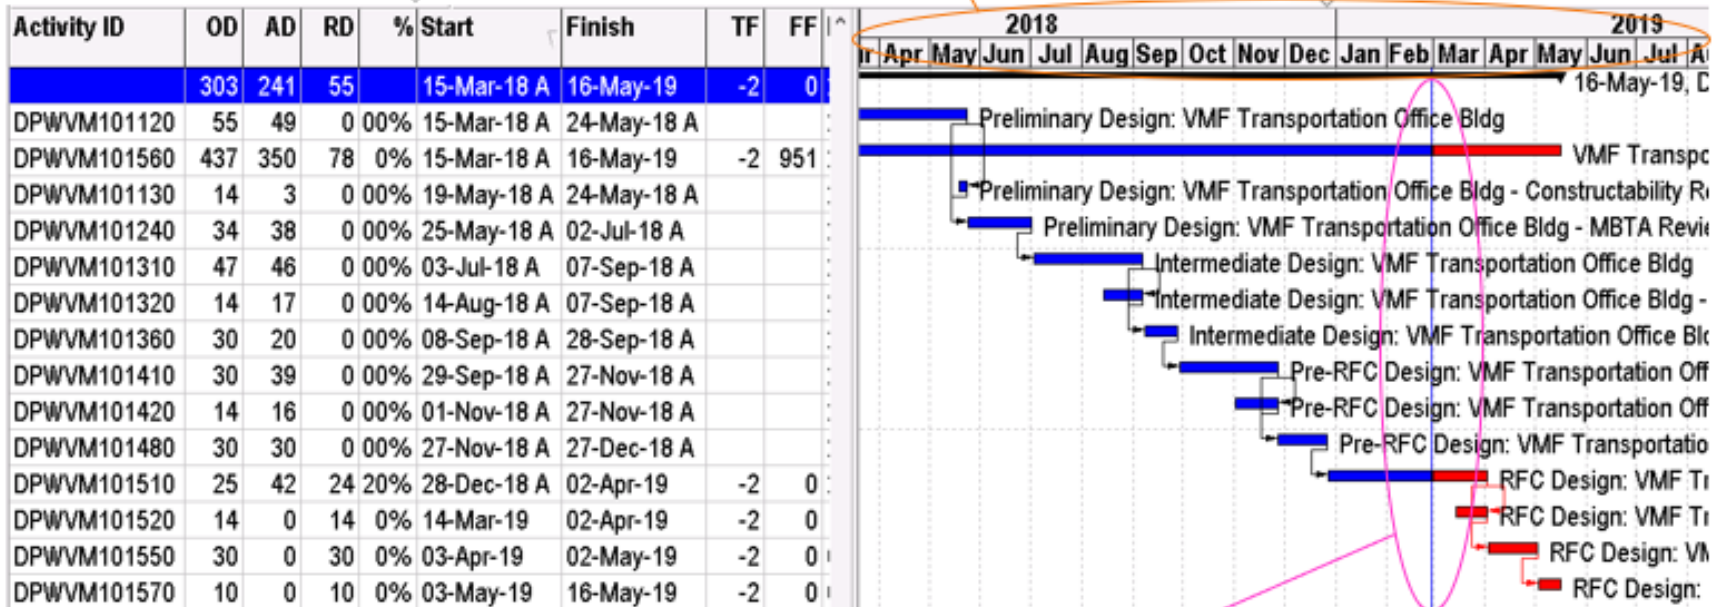 Activity ID OD AD RD % Start Finish TF FF 2018 2019
Apr May Jun Jul Aug Sep Oct Nov Dec Jan Feb Mar Apr May Jun Jul
303 241 55 15-Mar-18 A 16-May-19 -2 0 16-May-19, D
DPWVM101120 55 49 0 00% 15-Mar-18 A 24-May-18 A Preliminary Design: VMF Transportation Office Bldg
DPWVM101560 437 350 78 0% 15-Mar-18 A 16-May-19 -2 951 VMF Transpo
DPWVM101130 14 3 0 00% 19-May-18 A 24-May-18 A Preliminary Design: VMF Transportation Office Bldg - Constructability Re
DPWVM101240 34 38 0 00% 25-May-18 A 02-Jul-18 A Preliminary Design: VMF Transportation Office Bldg - MBTA Revie
DPWVM101310 47 46 0 00% 03-Jul-18 A 07-Sep-18 A Intermediate Design: VMF Transportation Office Bldg
DPWVM101320 14 17 0 00% 14-Aug-18 A 07-Sep-18 A Intermediate Design: VMF Transportation Office Bldg -
DPWVM101360 30 20 0 00% 08-Sep-18 A 28-Sep-18 A Intermediate Design: VMF Transportation Office Bld
DPWVM101410 30 39 0 00% 29-Sep-18 A 27-Nov-18 A Pre-RFC Design: VMF Transportation Off
DPWVM101420 14 16 0 00% 01-Nov-18 A 27-Nov-18 A Pre-RFC Design: VMF Transportation Off
DPWVM101480 30 30 0 00% 27-Nov-18 A 27-Dec-18 A Pre-RFC Design: VMF Transportatio
DPWVM101510 25 42 24 20% 28-Dec-18 A 02-Apr-19 -2 0 RFC Design: VMF Tr
DPWVM101520 14 0 14 0% 14-Mar-19 02-Apr-19 -2 0 RFC Design: VMF Tr
DPWVM101550 30 0 30 0% 03-Apr-19 02-May-19 -2 0 RFC Design: VM
DPWVM101570 10 0 10 0% 03-May-19 16-May-19 -2 0 RFC Design: